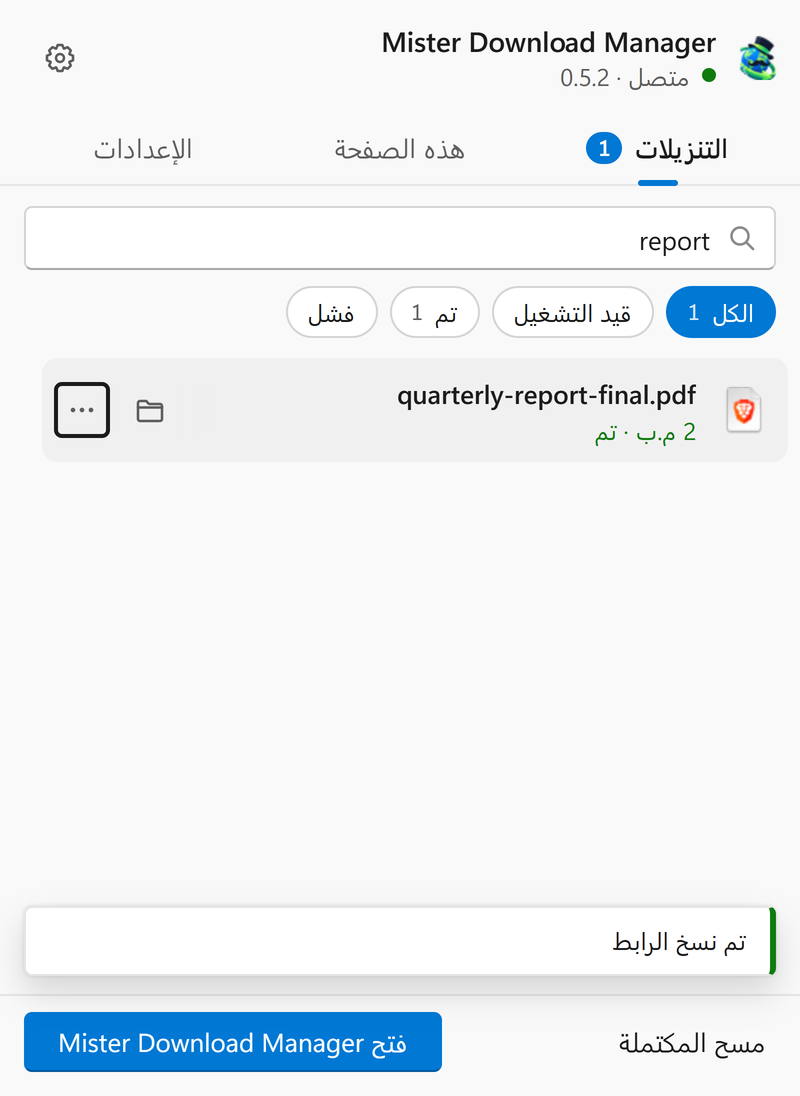 Mister Download Manager
متصل · 0.5.2
التنزيلات 1
هذه الصفحة
الإعدادات
report
الكل 1
قيد التشغيل
تم 1
فشل
quarterly-report-final.pdf
2 م.ب · تم
تم نسخ الرابط
مسح المكتملة
فتح Mister Download Manager